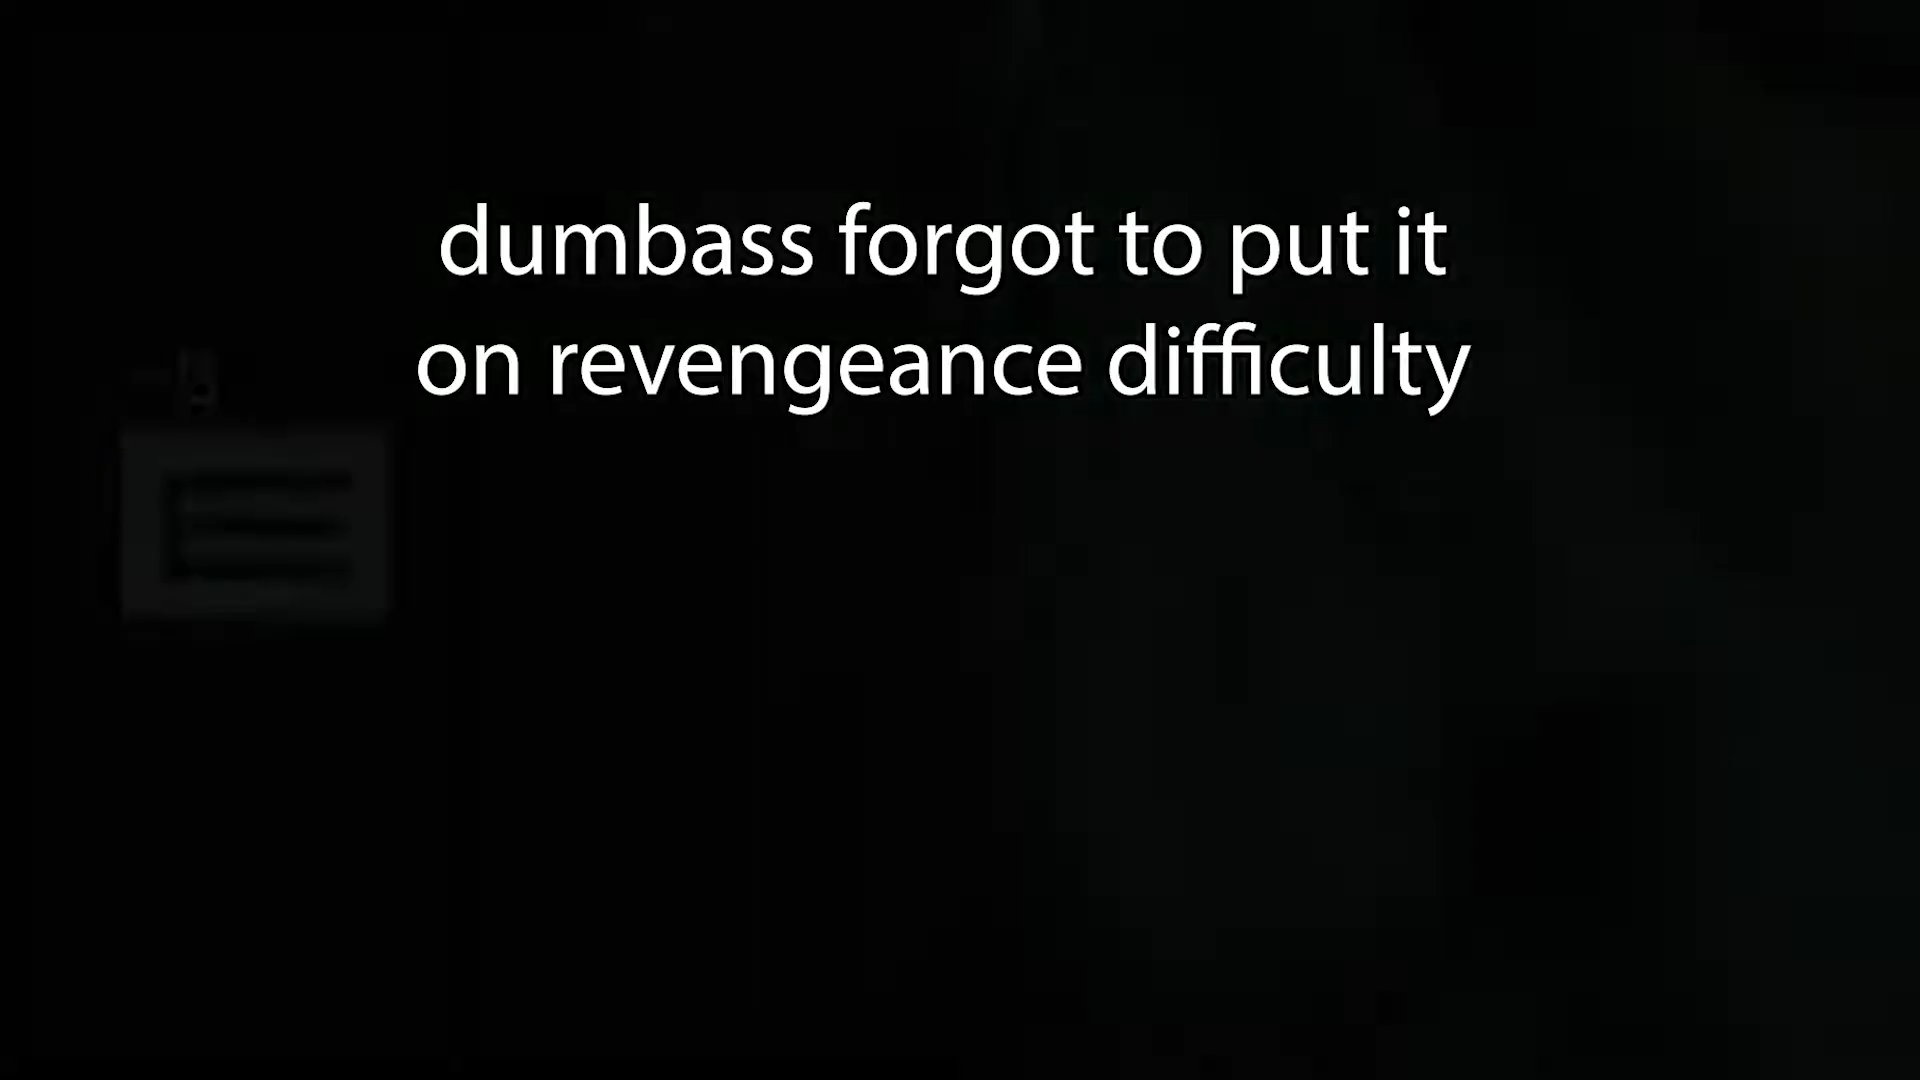 dumbass forgot to put it
on revengeance difficulty